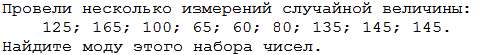 Провели несколько измерений случайной величины:
125; 165; 100; 65; 60; 80; 135; 145; 145.
Найдите моду этого набора чисел.